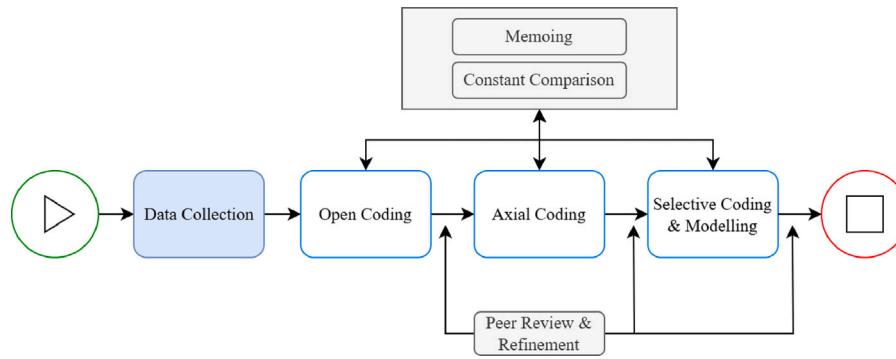 Memoing
Constant Comparison
Data Collection
Open Coding
Axial Coding
Selective Coding
& Modelling
Peer Review &
Refinement